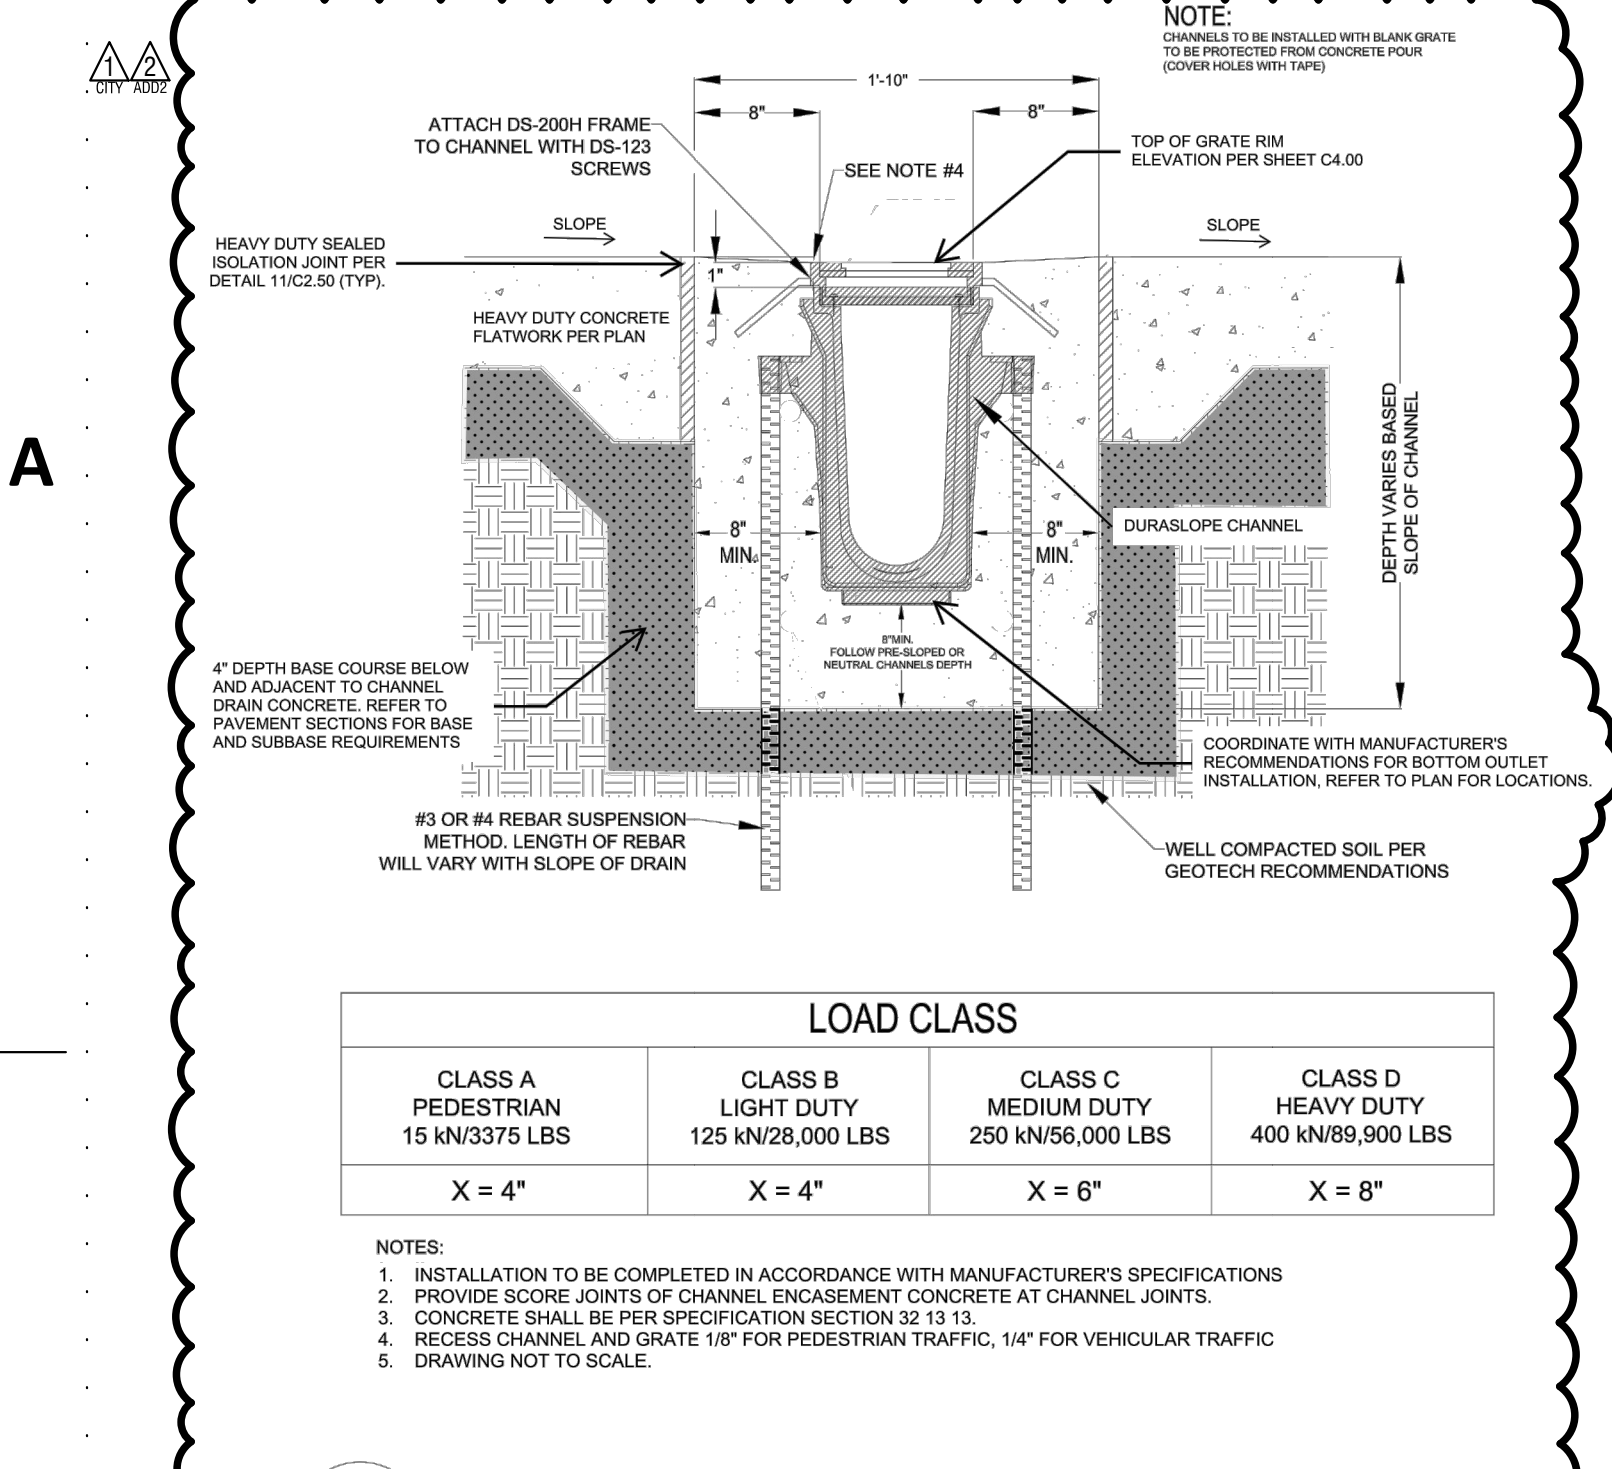 NOTE:
CHANNELS TO BE INSTALLED WITH BLANK GRATE
TO BE PROTECTED FROM CONCRETE POUR
(COVER HOLES WITH TAPE)
1
2
CITY
ADD2
1'-10"
8"
8"
ATTACH DS-200H FRAME
TO CHANNEL WITH DS-123
SCREWS
SEE NOTE #4
TOP OF GRATE RIM
ELEVATION PER SHEET C4.00
SLOPE
SLOPE
HEAVY DUTY SEALED
ISOLATION JOINT PER
DETAIL 11/C2.50 (TYP).
1"
HEAVY DUTY CONCRETE
FLATWORK PER PLAN
A
DEPTH VARIES BASED
SLOPE OF CHANNEL
DURASLOPE CHANNEL
8"
MIN.
8"
MIN.
8"MIN.
FOLLOW PRE-SLOPED OR
NEUTRAL CHANNELS DEPTH
4" DEPTH BASE COURSE BELOW
AND ADJACENT TO CHANNEL
DRAIN CONCRETE. REFER TO
PAVEMENT SECTIONS FOR BASE
AND SUBBASE REQUIREMENTS
COORDINATE WITH MANUFACTURER'S
RECOMMENDATIONS FOR BOTTOM OUTLET
INSTALLATION, REFER TO PLAN FOR LOCATIONS.
#3 OR #4 REBAR SUSPENSION
METHOD. LENGTH OF REBAR
WILL VARY WITH SLOPE OF DRAIN
WELL COMPACTED SOIL PER
GEOTECH RECOMMENDATIONS
LOAD CLASS
CLASS A
PEDESTRIAN
15 kN/3375 LBS
CLASS B
LIGHT DUTY
125 kN/28,000 LBS
CLASS C
MEDIUM DUTY
250 kN/56,000 LBS
CLASS D
HEAVY DUTY
400 kN/89,900 LBS
X = 4"
X = 4"
X = 6"
X = 8"
NOTES:
1. INSTALLATION TO BE COMPLETED IN ACCORDANCE WITH MANUFACTURER'S SPECIFICATIONS
2. PROVIDE SCORE JOINTS OF CHANNEL ENCASEMENT CONCRETE AT CHANNEL JOINTS.
3. CONCRETE SHALL BE PER SPECIFICATION SECTION 32 13 13.
4. RECESS CHANNEL AND GRATE 1/8" FOR PEDESTRIAN TRAFFIC, 1/4" FOR VEHICULAR TRAFFIC
5. DRAWING NOT TO SCALE.